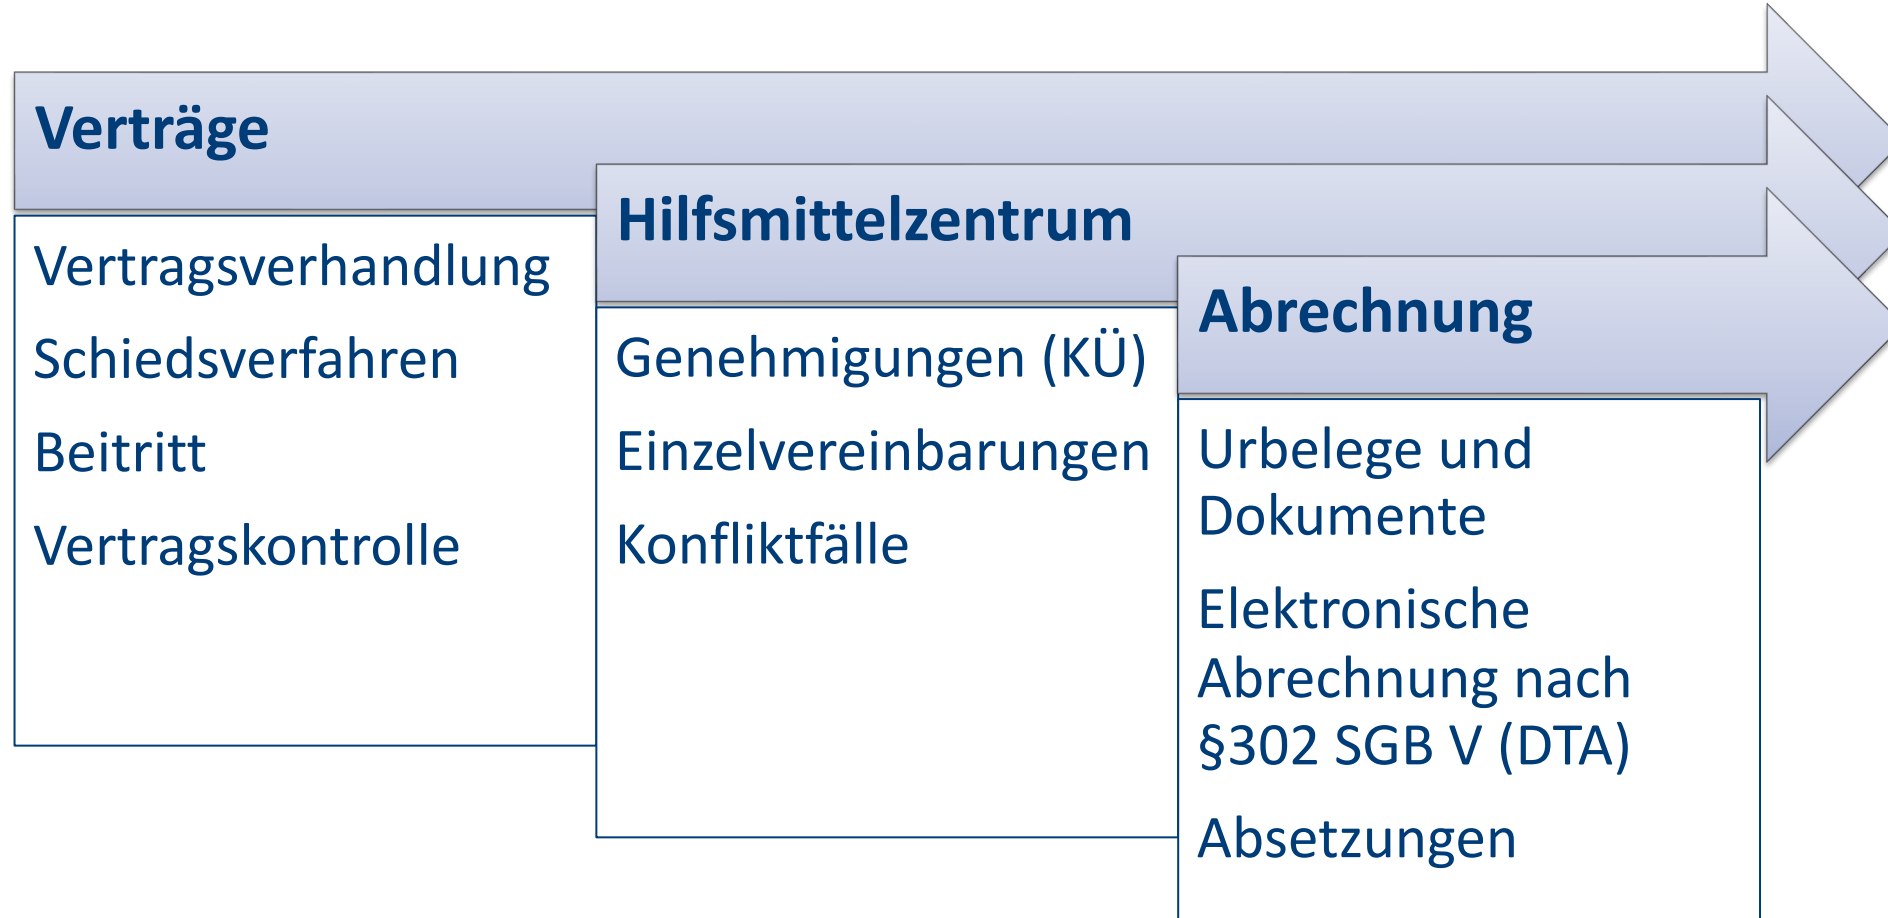 Verträge
Vertragsverhandlung
Schiedsverfahren
Beitritt
Vertragskontrolle
Hilfsmittelzentrum
Genehmigungen (KÜ)
Einzelvereinbarungen
Konfliktfälle
Abrechnung
Urbelege und
Dokumente
Elektronische
Abrechnung nach
§302 SGB V (DTA)
Absetzungen